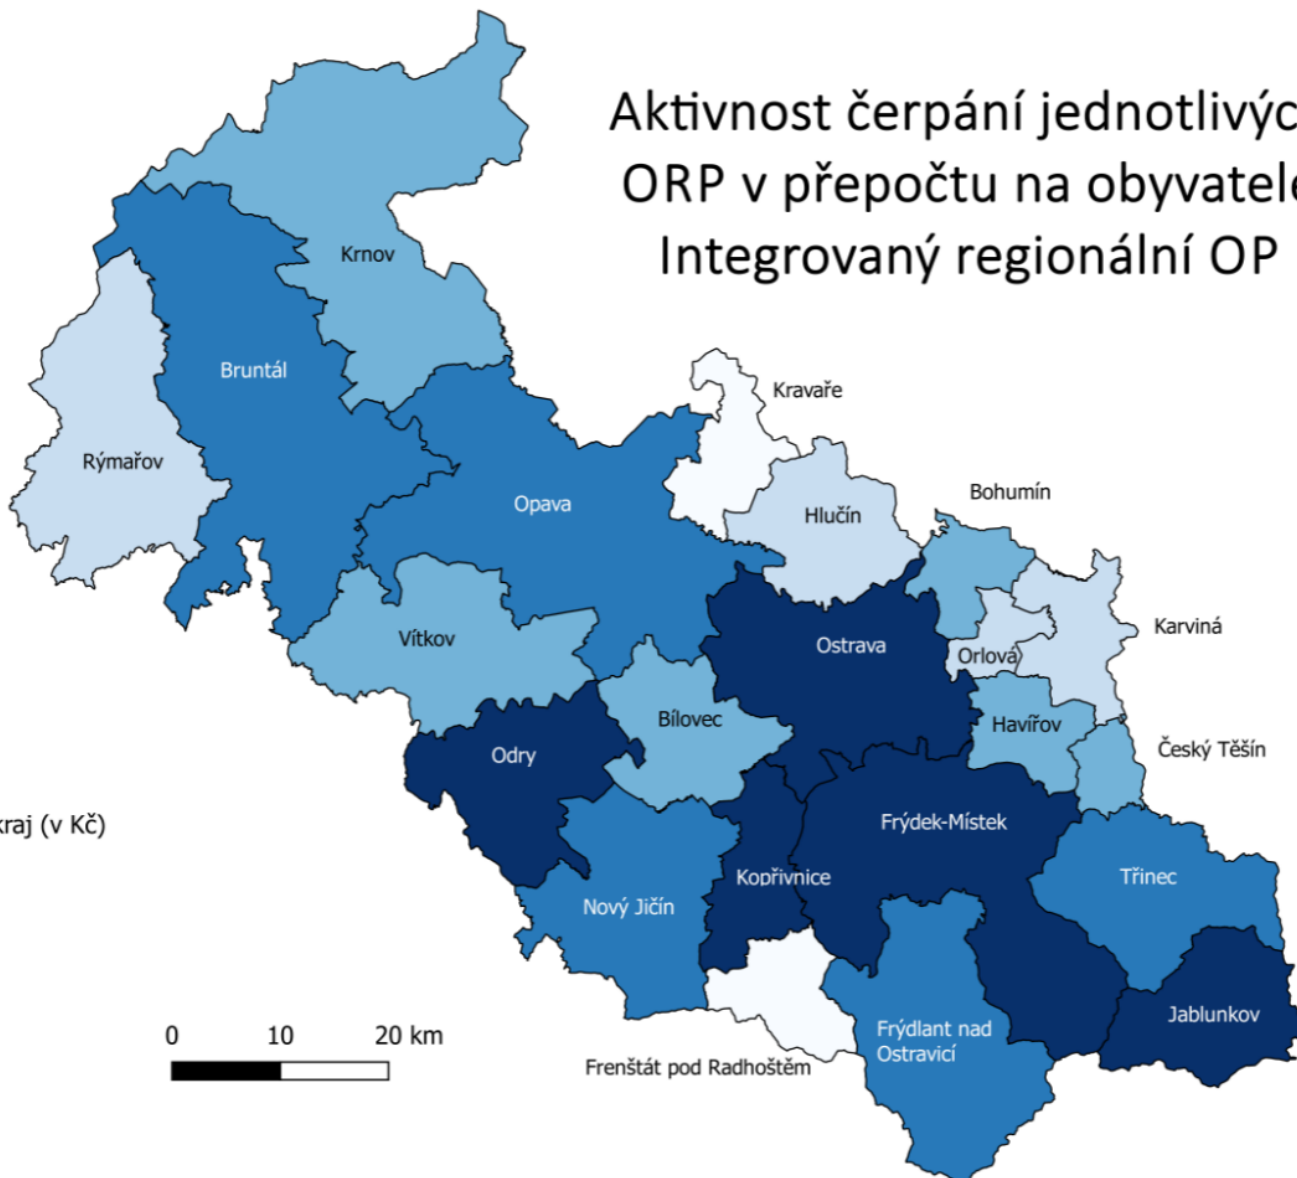 Aktivnost čerpání jednotlivýc
ORP v přepočtu na obyvatele
Integrovaný regionální OP
Krnov
Bruntál
Kravaře
Rýmařov
Opava
Hlučín
Bohumín
Karviná
Vítkov
Ostrava
Orlová
Bílovec
Havířov
Český Těšín
Odry
Frýdek-Místek
kraj (v Kč)
Kopřivnice
Třinec
Nový Jičín
Jablunkov
0 10 20 km
Frýdlant nad
Ostravicí
Frenštát pod Radhoštěm